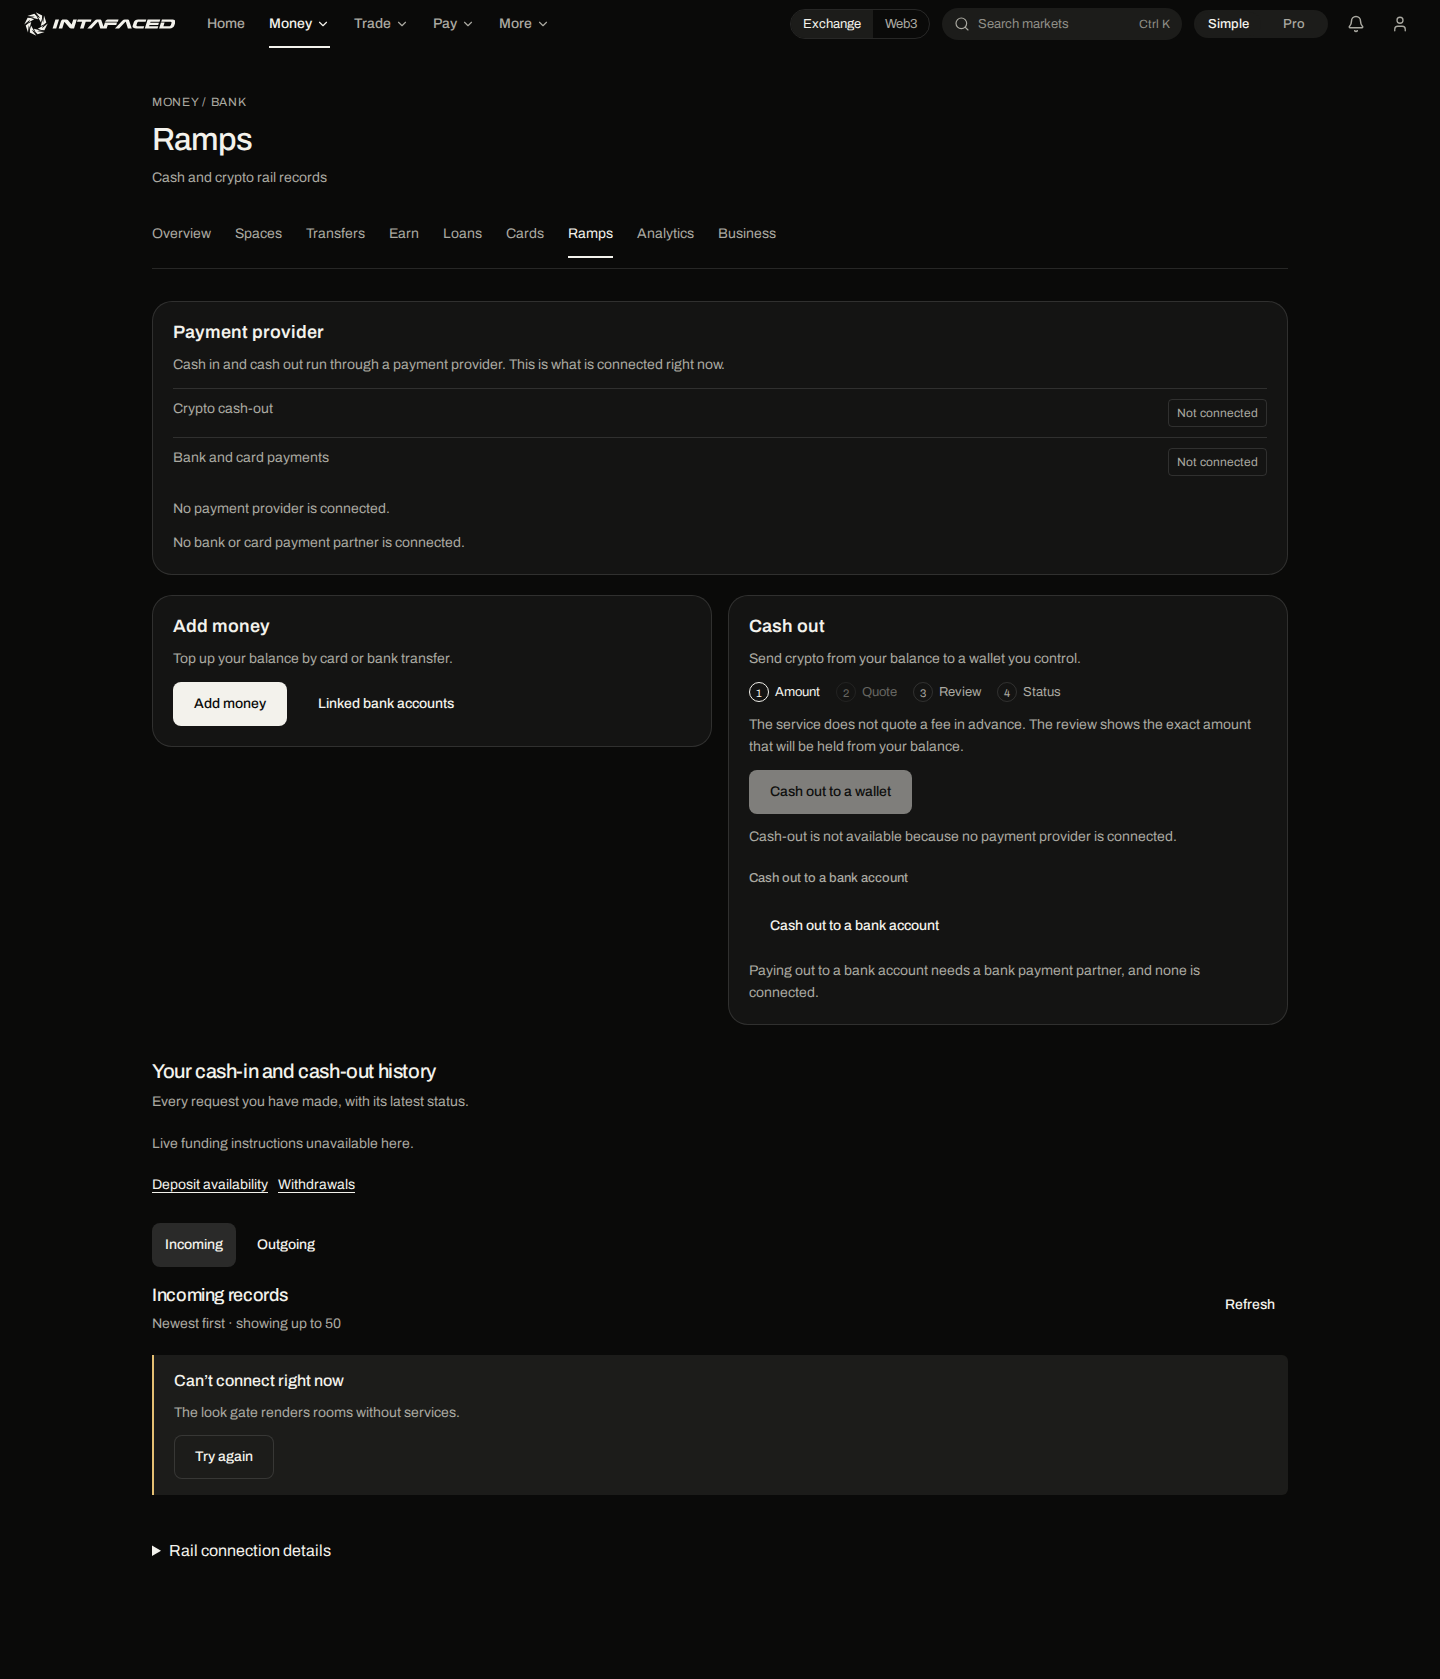 INTAFACED Home Money Trade Pay More Exchange Web3 Search markets Ctrl K Simple Pro
MONEY / BANK
Ramps
Cash and crypto rail records
Overview Spaces Transfers Earn Loans Cards Ramps Analytics Business
Payment provider
Cash in and cash out run through a payment provider. This is what is connected right now.
Crypto cash-out Not connected
Bank and card payments Not connected
No payment provider is connected.
No bank or card payment partner is connected.
Add money
Top up your balance by card or bank transfer.
Add money Linked bank accounts
Cash out
Send crypto from your balance to a wallet you control.
1 Amount 2 Quote 3 Review 4 Status
The service does not quote a fee in advance. The review shows the exact amount
that will be held from your balance.
Cash out to a wallet
Cash-out is not available because no payment provider is connected.
Cash out to a bank account
Cash out to a bank account
Paying out to a bank account needs a bank payment partner, and none is
connected.
Your cash-in and cash-out history
Every request you have made, with its latest status.
Live funding instructions unavailable here.
Deposit availability Withdrawals
Incoming Outgoing
Incoming records
Newest first · showing up to 50
Refresh
Can’t connect right now
The look gate renders rooms without services.
Try again
Rail connection details